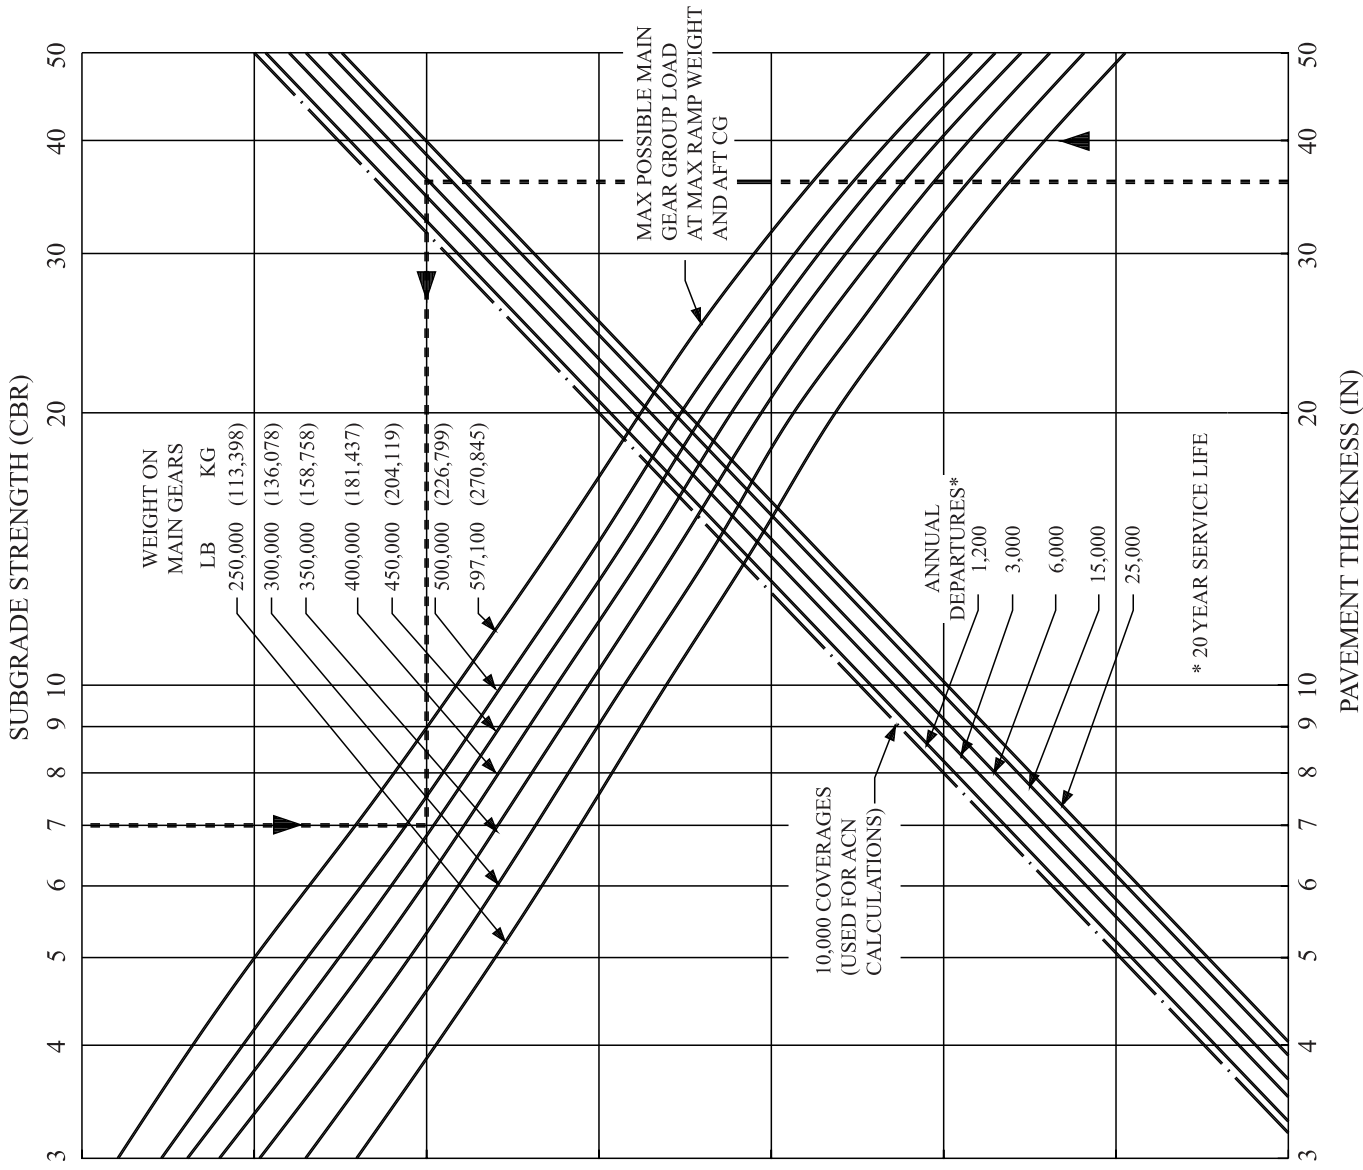 SUBGRADE STRENGTH (CBR)
3
4
5
6
7
8
9
10
20
30
40
50
WEIGHT ON
MAIN GEARS
LB KG
250,000 (113,398)
300,000 (136,078)
350,000 (158,758)
400,000 (181,437)
450,000 (204,119)
500,000 (226,799)
597,100 (270,845)
MAX POSSIBLE MAIN
GEAR GROUP LOAD
AT MAX RAMP WEIGHT
AND AFT CG
10,000 COVERAGES
(USED FOR ACN
CALCULATIONS)
ANNUAL
DEPARTURES*
1,200
3,000
6,000
15,000
25,000
* 20 YEAR SERVICE LIFE
3
4
5
6
7
8
9
10
20
30
40
50
PAVEMENT THICKNESS (IN)